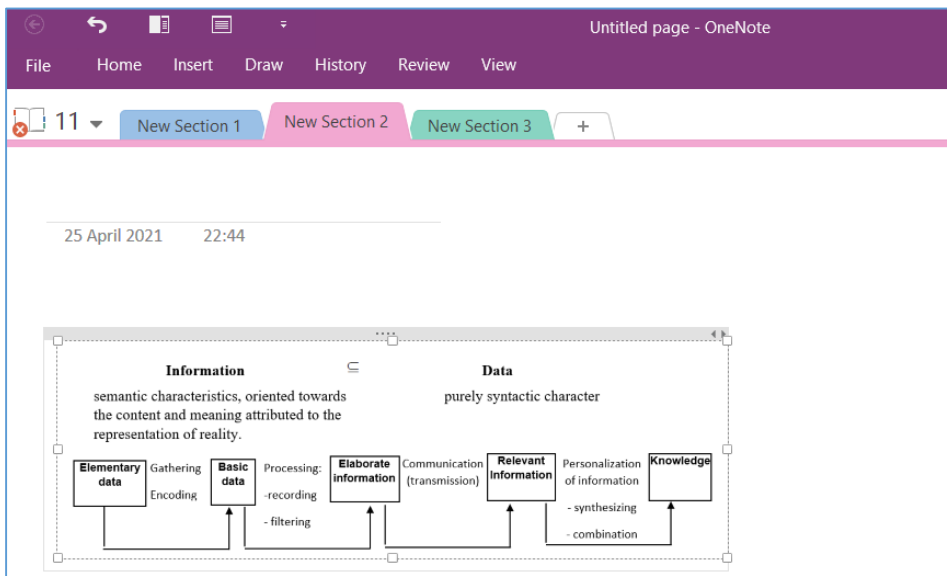 Untitled page - OneNote
File Home Insert Draw History Review View
11 New Section 1 New Section 2 New Section 3 +
25 April 2021 22:44
Information ⊆ Data
semantic characteristics, oriented towards
the content and meaning attributed to the
representation of reality.
purely syntactic character
Elementary
data
Gathering
Encoding
Basic
data
Processing:
-recording
- filtering
Elaborate
information
Communication
(transmission)
Relevant
Information
Personalization
of information
- synthesizing
- combination
Knowledge